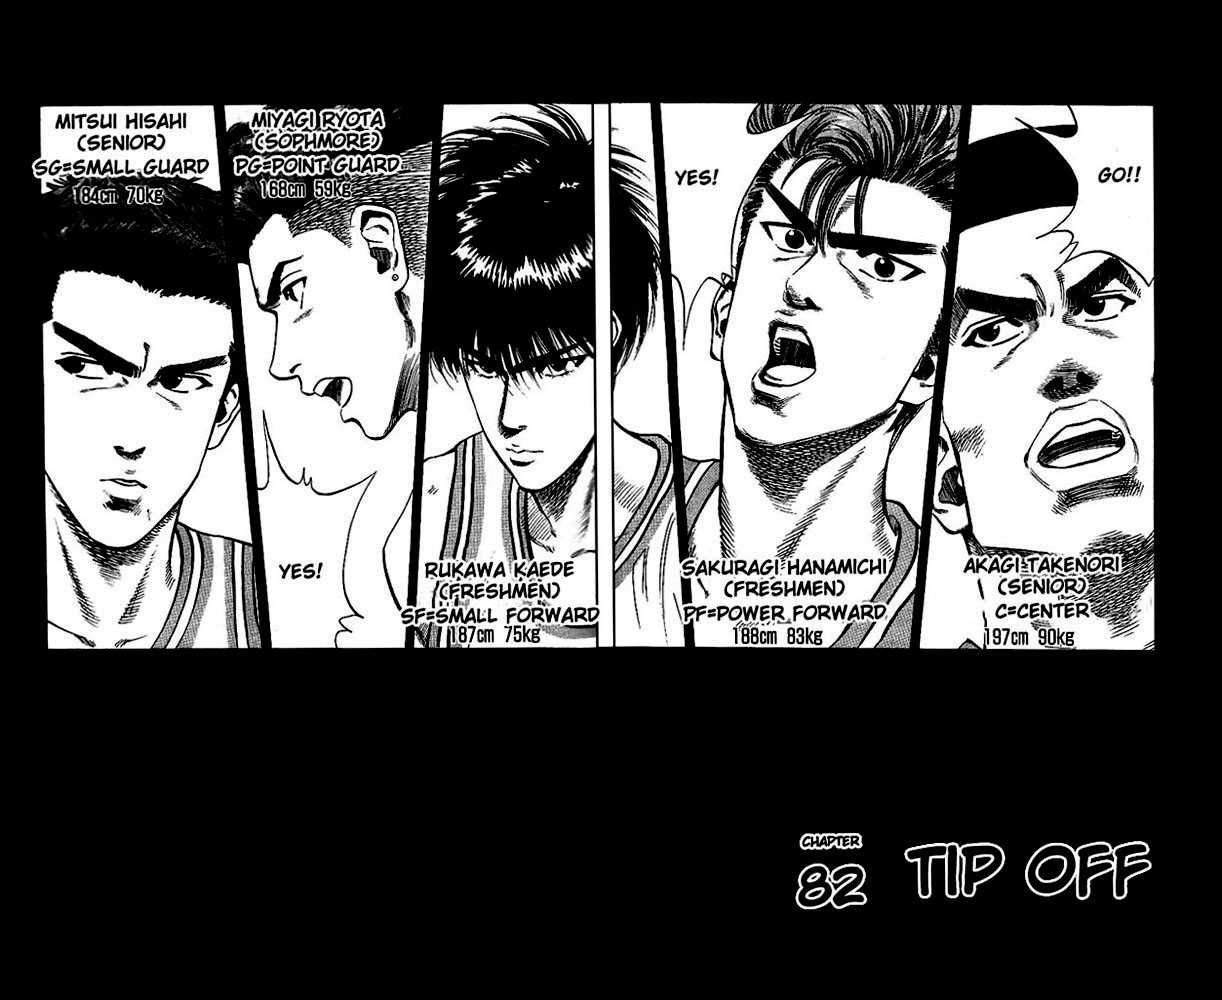 MITSUI HISAHI
(SENIOR)
SG=SMALL GUARD
184cm 70kg
MIYAGI RYOTA
(SOPHMORE)
PG=POINT GUARD
168cm 59kg
YES!
RUKAWA KAEDE
(FRESHMEN)
SF=SMALL FORWARD
187cm 75kg
YES!
SAKURAGI HANAMICHI
(FRESHMEN)
PF=POWER FORWARD
188cm 83kg
GO!!
AKAGI TAKENORI
(SENIOR)
C=CENTER
197cm 90kg
CHAPTER
82
TIP OFF